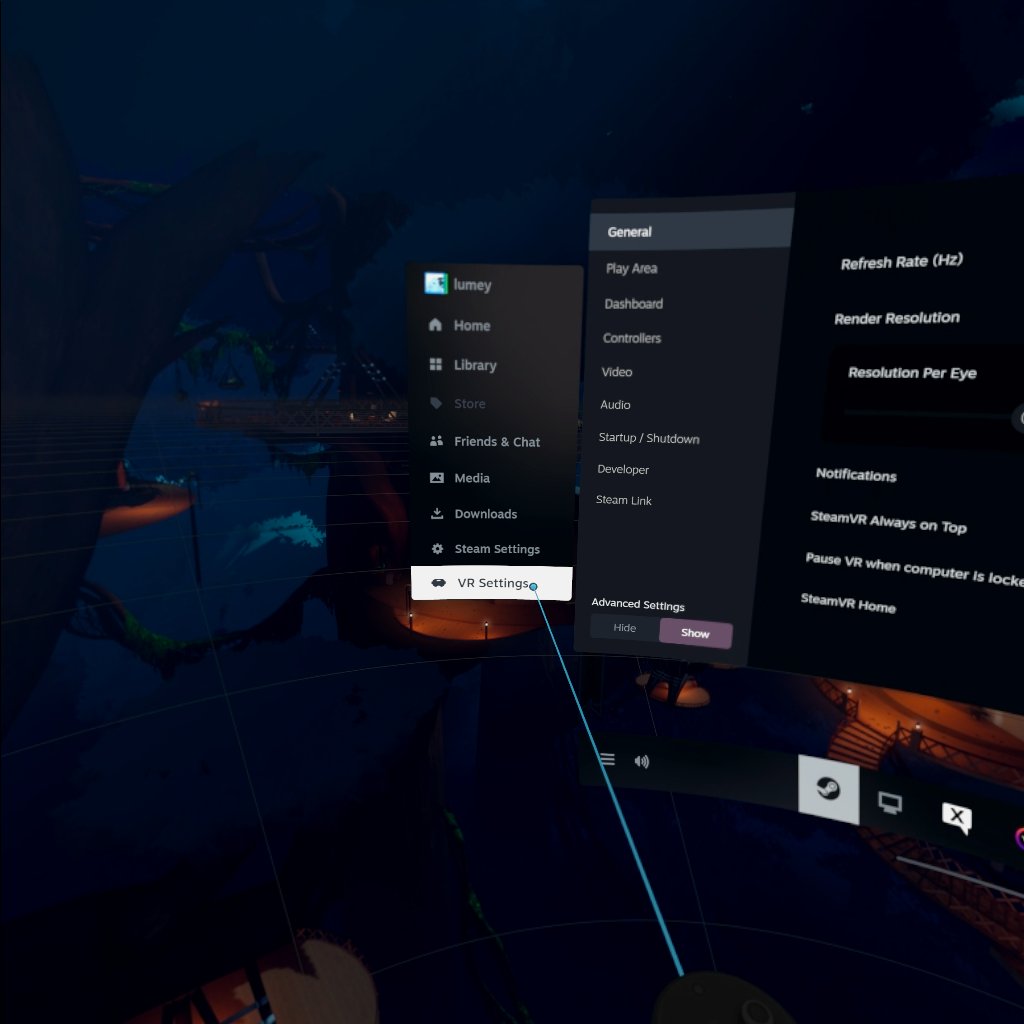 lumey
Home
Library
Store
Friends & Chat
Media
Downloads
Steam Settings
VR Settings
General
Play Area
Dashboard
Controllers
Video
Audio
Startup / Shutdown
Developer
Steam Link
Advanced Settings
Hide
Show
Refresh Rate (Hz)
Render Resolution
Resolution Per Eye
Notifications
SteamVR Always on Top
Pause VR when computer is locke
SteamVR Home
X